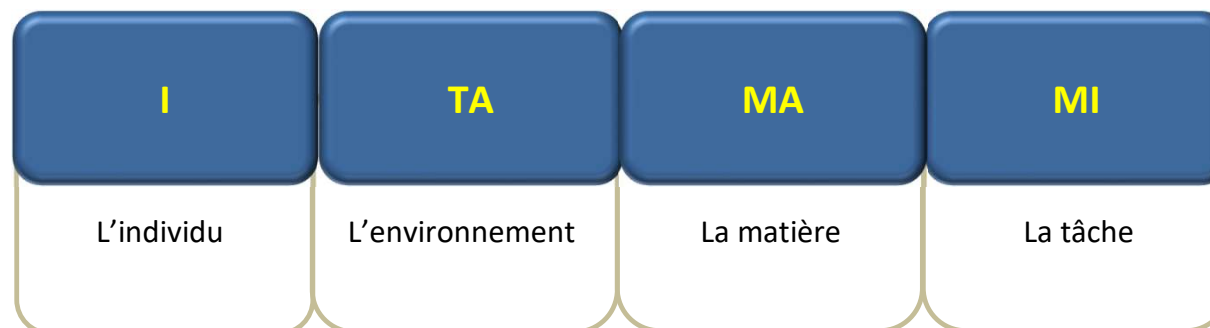 I TA MA MI
L’individu L’environnement La matière La tâche